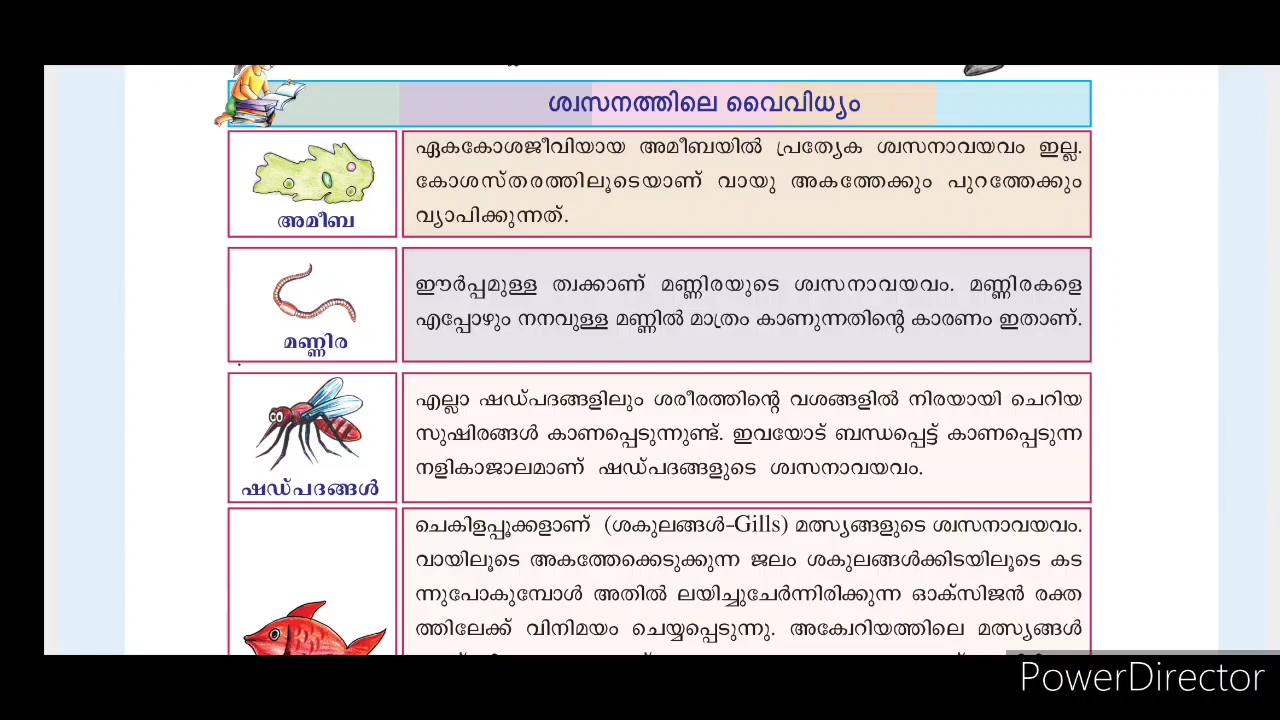 ശ്വസനത്തിലെ വൈവിധ്യം
അമീബ
ഏകകോശജീവിയായ അമീബയിൽ പ്രത്യേക ശ്വസനാവയവം ഇല്ല.
കോശസ്തരത്തിലൂടെയാണ് വായു അകത്തേക്കും പുറത്തേക്കും
വ്യാപിക്കുന്നത്.
മണ്ണിര
ഈർപ്പമുള്ള ത്വക്കാണ് മണ്ണിരയുടെ ശ്വസനാവയവം. മണ്ണിരകളെ
എപ്പോഴും നനവുള്ള മണ്ണിൽ മാത്രം കാണുന്നതിന്റെ കാരണം ഇതാണ്.
ഷഡ്പദങ്ങൾ
എല്ലാ ഷഡ്പദങ്ങളിലും ശരീരത്തിന്റെ വശങ്ങളിൽ നിരയായി ചെറിയ
സുഷിരങ്ങൾ കാണപ്പെടുന്നുണ്ട്. ഇവയോട് ബന്ധപ്പെട്ട് കാണപ്പെടുന്ന
നളികാജാലമാണ് ഷഡ്പദങ്ങളുടെ ശ്വസനാവയവം.
ചെകിളപ്പൂക്കളാണ് (ശകുലങ്ങൾ-Gills) മത്സ്യങ്ങളുടെ ശ്വസനാവയവം.
വായിലൂടെ അകത്തേക്കെടുക്കുന്ന ജലം ശകുലങ്ങൾക്കിടയിലൂടെ കട
ന്നുപോകുമ്പോൾ അതിൽ ലയിച്ചുചേർന്നിരിക്കുന്ന ഓക്സിജൻ രക്ത
ത്തിലേക്ക് വിനിമയം ചെയ്യപ്പെടുന്നു. അക്വേറിയത്തിലെ മത്സ്യങ്ങൾ
PowerDirector